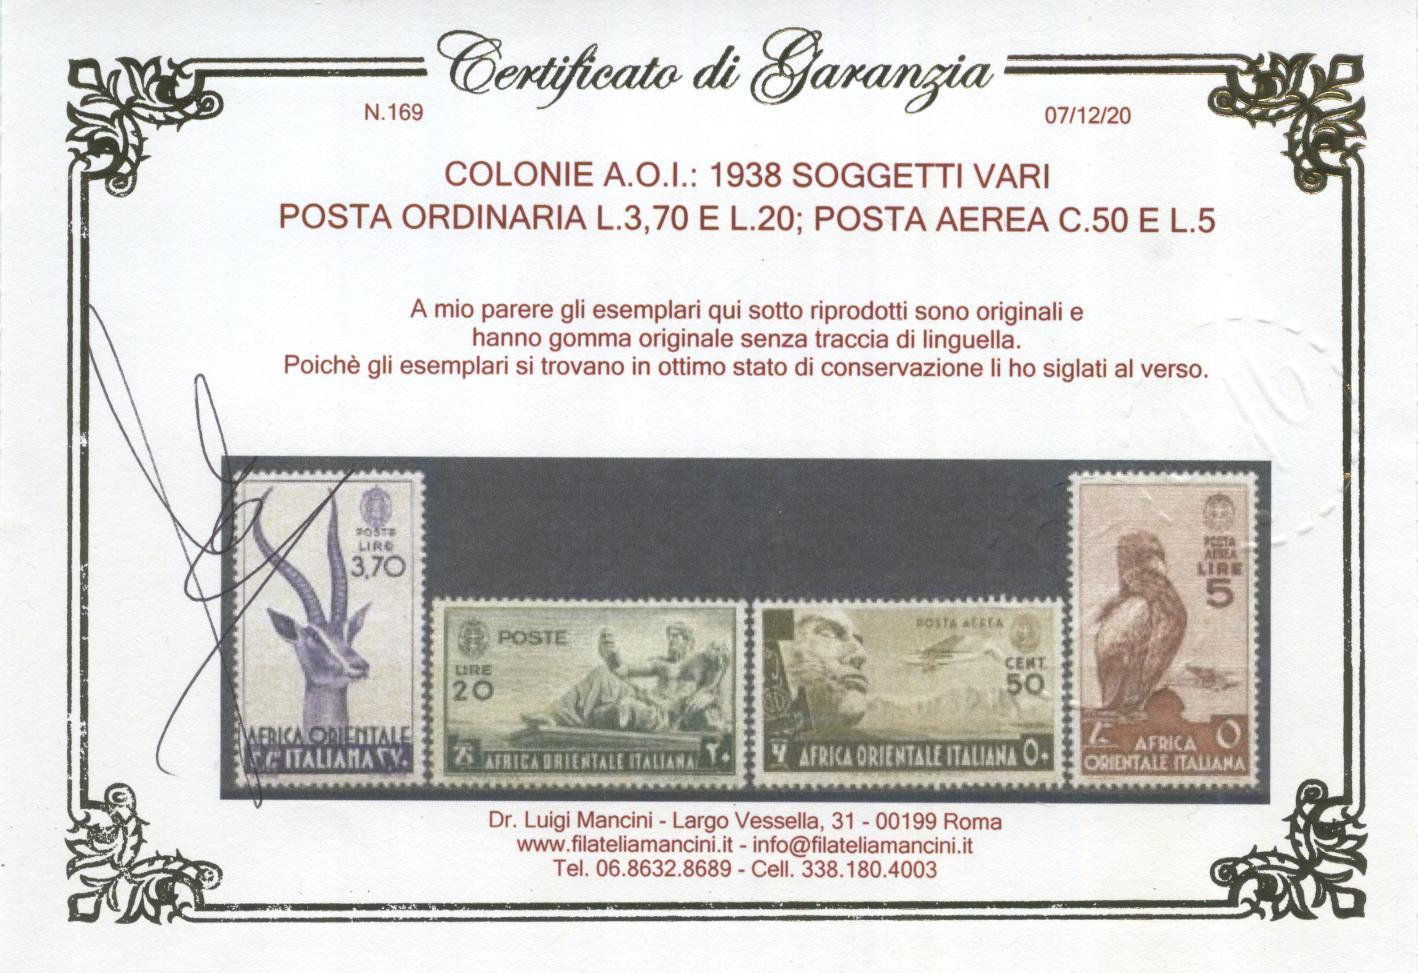 Certificato di Garanzia
N.169
07/12/20
COLONIE A.O.I.: 1938 SOGGETTI VARI
POSTA ORDINARIA L.3,70 E L.20; POSTA AEREA C.50 E L.5
A mio parere gli esemplari qui sotto riprodotti sono originali e
hanno gomma originale senza traccia di linguella.
Poichè gli esemplari si trovano in ottimo stato di conservazione li ho siglati al verso.
POSTE
LIRE
3,70
AFRICA ORIENTALE
ITALIANA ٣٧٠
POSTE
LIRE
20
AFRICA ORIENTALE ITALIANA ٢٠
POSTA AEREA
CENT.
50
AFRICA ORIENTALE ITALIANA ٥٠
POSTA
AEREA
LIRE
5
AFRICA ٥
ORIENTALE ITALIANA
Dr. Luigi Mancini - Largo Vessella, 31 - 00199 Roma
www.filateliamancini.it - info@filateliamancini.it
Tel. 06.8632.8689 - Cell. 338.180.4003